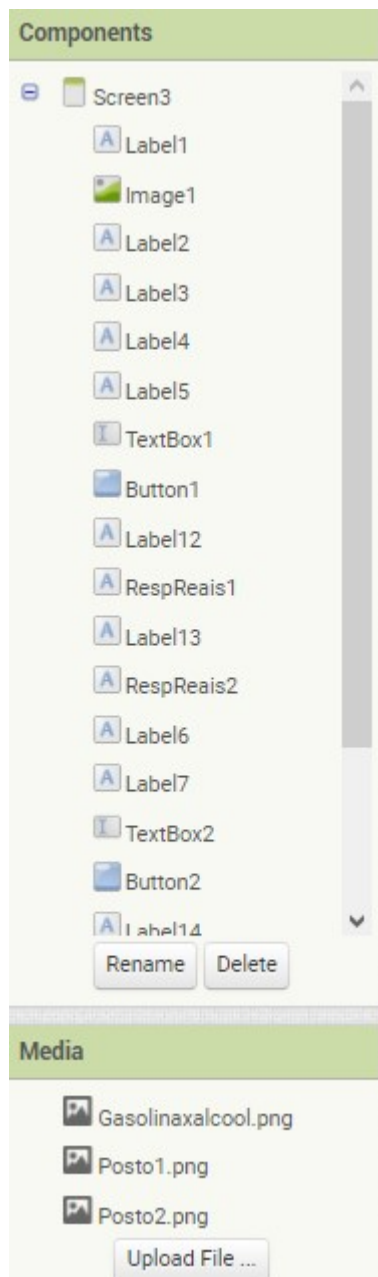 Components
Screen3
Label1
Image1
Label2
Label3
Label4
Label5
TextBox1
Button1
Label12
RespReais1
Label13
RespReais2
Label6
Label7
TextBox2
Button2
Label14
Rename Delete
Media
Gasolinaxalcool.png
Posto1.png
Posto2.png
Upload File ...